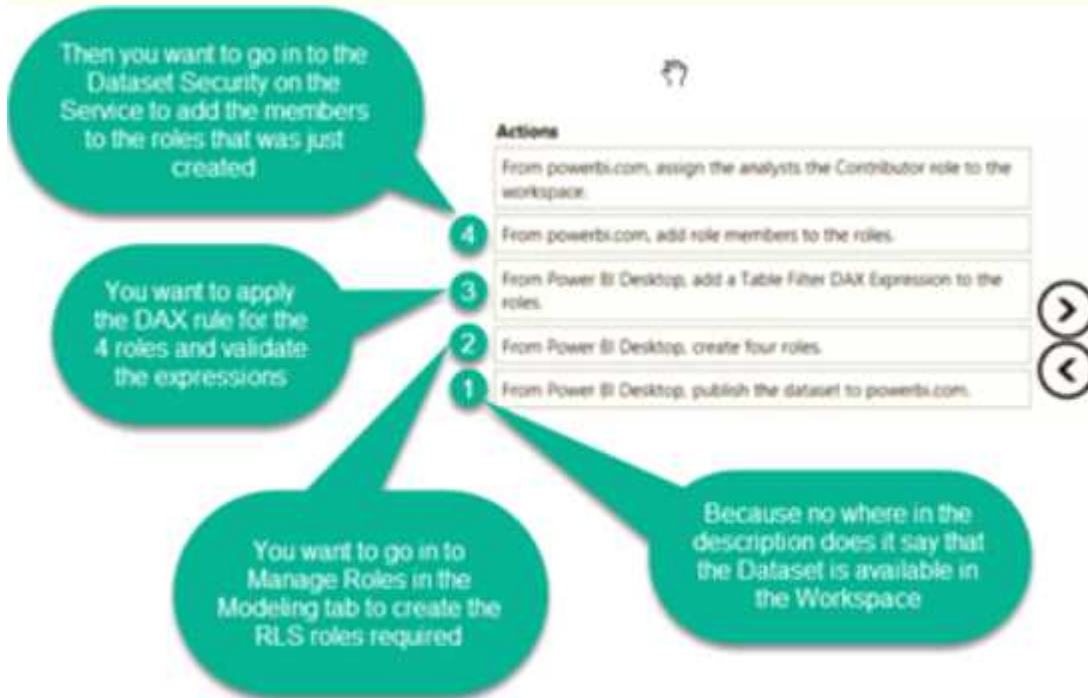 Then you want to go in to the
Dataset Security on the
Service to add the members
to the roles that was just
created
Actions
From powerbi.com, assign the analysts the Contributor role to the
workspace.
4
From powerbi.com, add role members to the roles.
You want to apply
the DAX rule for the
4 roles and validate
the expressions
3
From Power BI Desktop, add a Table Filter DAX Expression to the
roles.
2
From Power BI Desktop, create four roles.
1
From Power BI Desktop, publish the dataset to powerbi.com.
You want to go in to
Manage Roles in the
Modeling tab to create the
RLS roles required
Because no where in the
description does it say that
the Dataset is available in
the Workspace